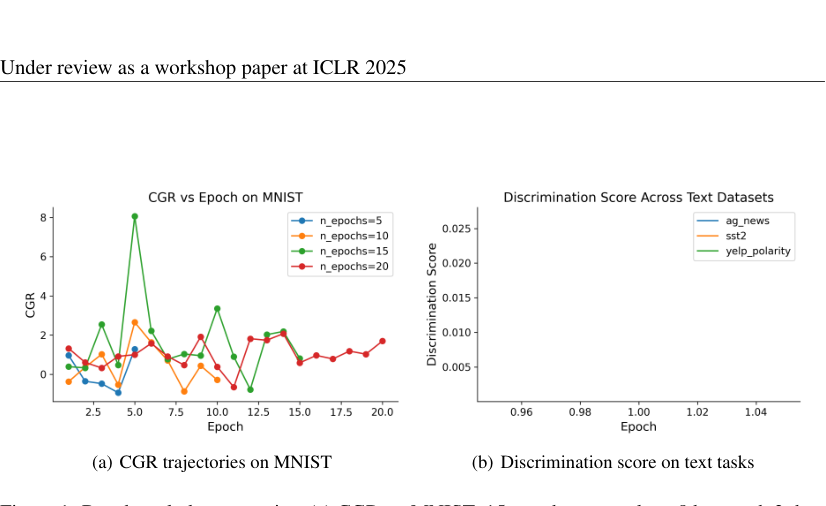 Under review as a workshop paper at ICLR 2025
CGR vs Epoch on MNIST
n_epochs=5
n_epochs=10
n_epochs=15
n_epochs=20
8
6
4
2
0
CGR
2.5 5.0 7.5 10.0 12.5 15.0 17.5 20.0
Epoch
(a) CGR trajectories on MNIST
Discrimination Score Across Text Datasets
ag_news
sst2
yelp_polarity
0.025
0.020
0.015
0.010
0.005
Discrimination Score
0.96 0.98 1.00 1.02 1.04
Epoch
(b) Discrimination score on text tasks